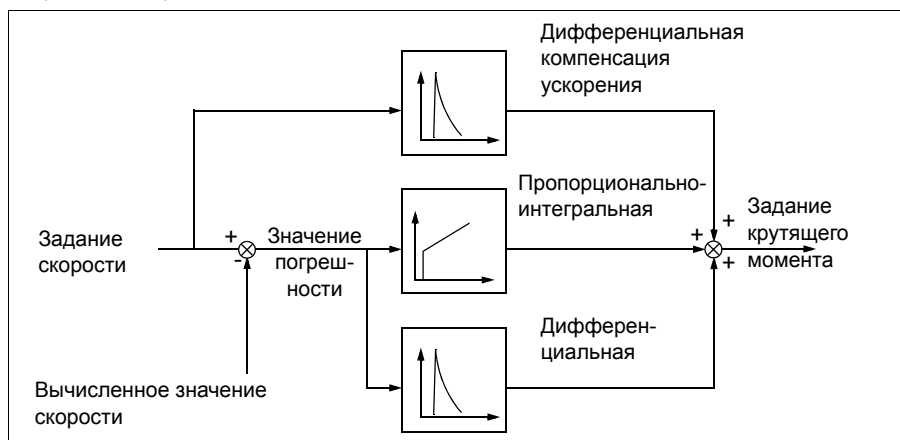 Дифференциальная
компенсация
ускорения
Пропорционально-
интегральная
Задание
скорости
+
-
Значение
погреш-
ности
+
+
+
Задание
крутящего
момента
Дифферен-
циальная
Вычисленное значение
скорости